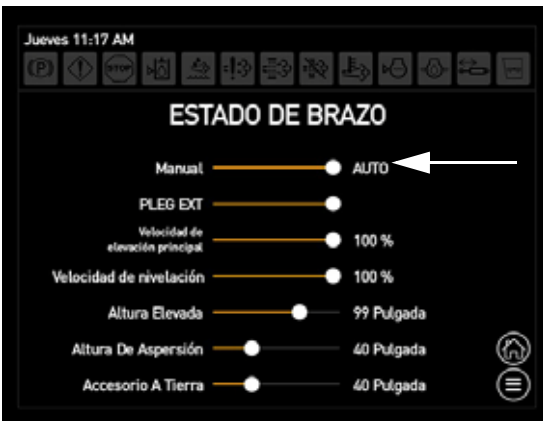 Jueves 11:17 AM
(P) STOP
ESTADO DE BRAZO
Manual AUTO
PLEG EXT
Velocidad de
elevación principal 100 %
Velocidad de nivelación 100 %
Altura Elevada 99 Pulgada
Altura De Aspersión 40 Pulgada
Accesorio A Tierra 40 Pulgada